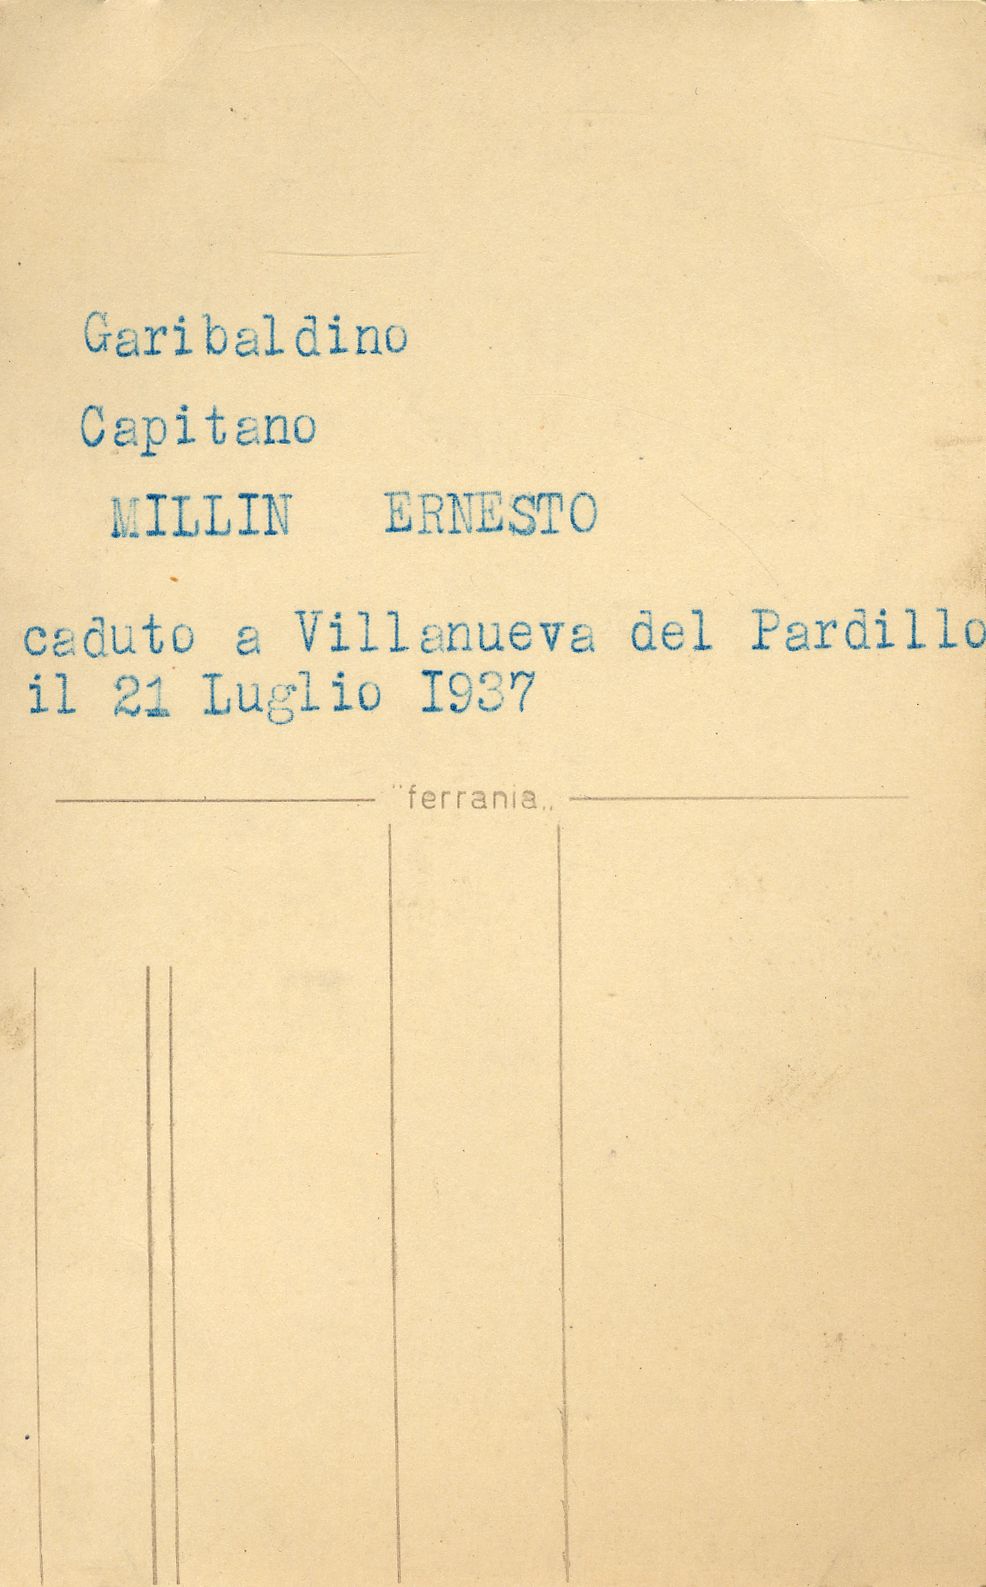 Garibaldino
Capitano
MILLIN ERNESTO
caduto a Villanueva del Pardillo
il 21 Luglio I937
"ferrania„